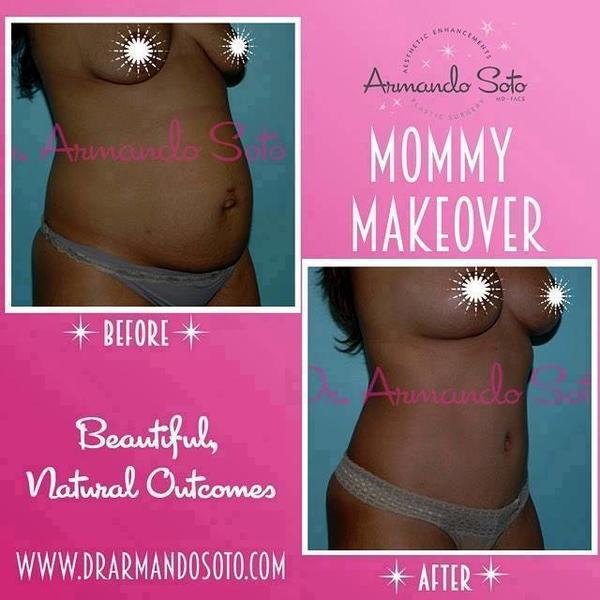 AESTHETIC ENHANCEMENTS
Armando Soto
MD - FACS
PLASTIC SURGERY
MOMMY
MAKEOVER
Dr. Armando Soto
BEFORE
Dr. Armando Soto
Beautiful,
Natural Outcomes
WWW.DRARMANDOSOTO.COM
AFTER